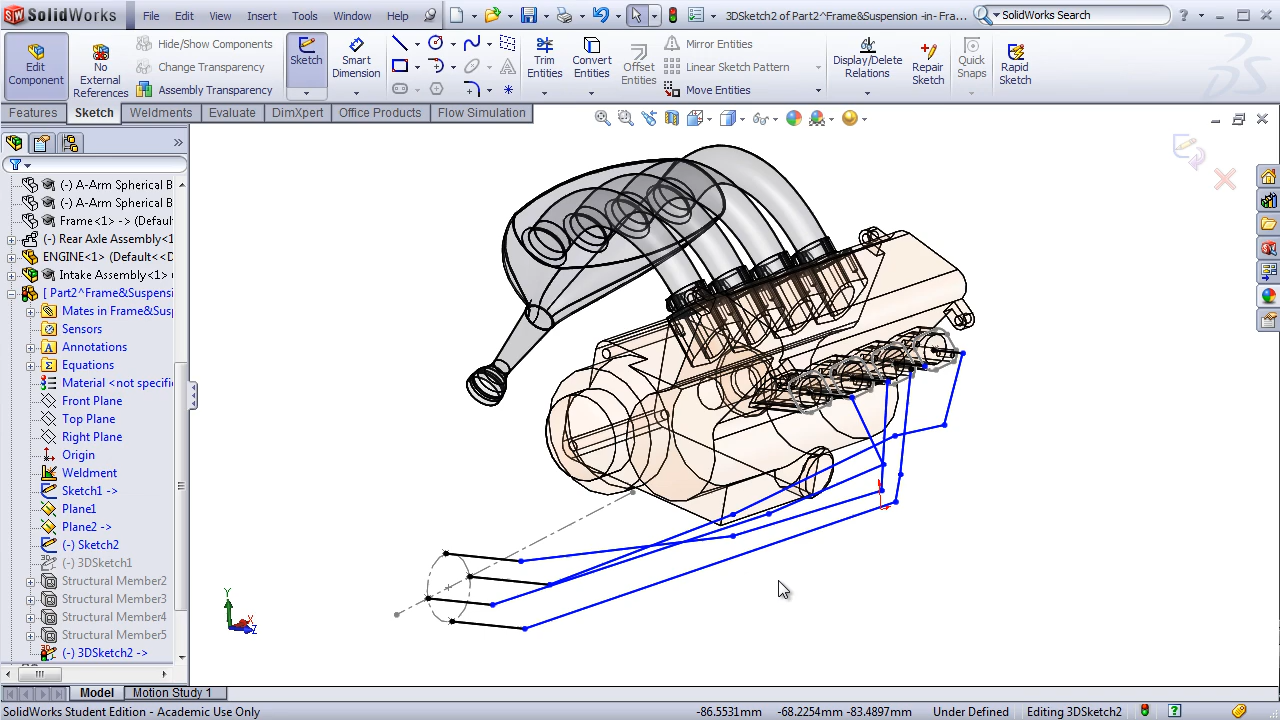 SolidWorks File Edit View Insert Tools Window Help 3DSketch2 of Part2^Frame&Suspension -in- Fra... SolidWorks Search
Edit Component
No External References
Hide/Show Components
Change Transparency
Assembly Transparency
Sketch
Smart Dimension
Trim Entities
Convert Entities
Offset Entities
Mirror Entities
Linear Sketch Pattern
Move Entities
Display/Delete Relations
Repair Sketch
Quick Snaps
Rapid Sketch
Features Sketch Weldments Evaluate DimXpert Office Products Flow Simulation
(-) A-Arm Spherical B
(-) A-Arm Spherical B
Frame<1> -> (Default
(-) Rear Axle Assembly<1
ENGINE<1> (Default<<D
Intake Assembly<1>
[ Part2^Frame&Suspensi
Mates in Frame&Sus
Sensors
Annotations
Equations
Material <not specifi
Front Plane
Top Plane
Right Plane
Origin
Weldment
Sketch1 ->
Plane1
Plane2 ->
(-) Sketch2
(-) 3DSketch1
Structural Member2
Structural Member3
Structural Member4
Structural Member5
(-) 3DSketch2 ->
Y
X
Z
Model Motion Study 1
SolidWorks Student Edition - Academic Use Only -86.5531mm -68.2254mm -83.4897mm Under Defined Editing 3DSketch2